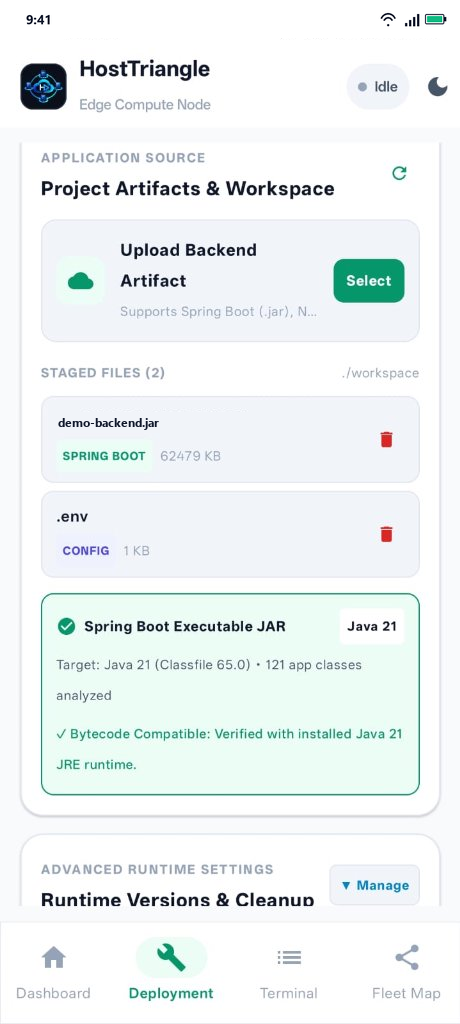 9:41
HostTriangle
Edge Compute Node
Idle
APPLICATION SOURCE
Project Artifacts & Workspace
Upload Backend
Artifact
Supports Spring Boot (.jar), N...
Select
STAGED FILES (2)
./workspace
demo-backend.jar
SPRING BOOT
62479 KB
.env
CONFIG
1 KB
Spring Boot Executable JAR
Java 21
Target: Java 21 (Classfile 65.0) • 121 app classes
analyzed
✓ Bytecode Compatible: Verified with installed Java 21
JRE runtime.
ADVANCED RUNTIME SETTINGS
Runtime Versions & Cleanup
▼ Manage
Dashboard
Deployment
Terminal
Fleet Map